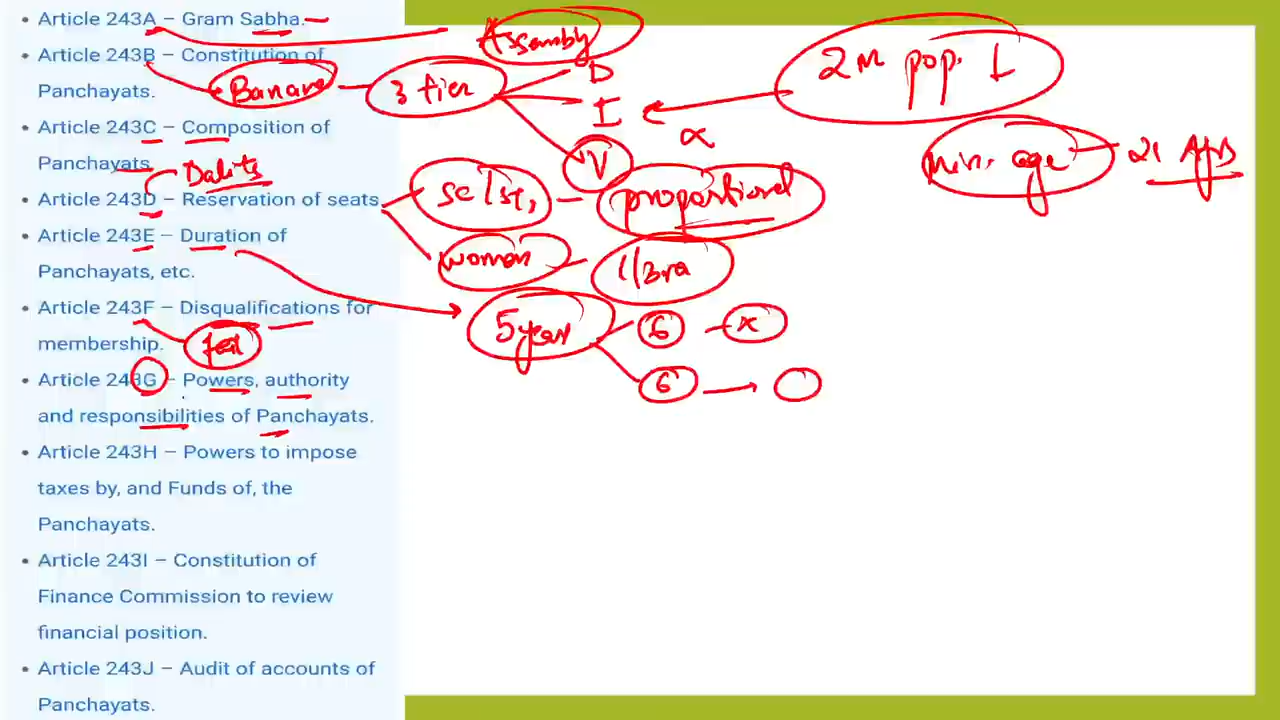 • Article 243A – Gram Sabha.
Assembly
• Article 243B – Constitution of
Panchayats.
Banane
3 tier
D
I
V
2M pop. L
• Article 243C – Composition of
Panchayats.
min. age
21
Dalits
• Article 243D – Reservation of seats
SC/ST,
proportional
women
1/3rd
• Article 243E – Duration of
Panchayats, etc.
5 year
6
x
6
• Article 243F – Disqualifications for
membership.
fail
• Article 243G – Powers, authority
and responsibilities of Panchayats.
• Article 243H – Powers to impose
taxes by, and Funds of, the
Panchayats.
• Article 243I – Constitution of
Finance Commission to review
financial position.
• Article 243J – Audit of accounts of
Panchayats.